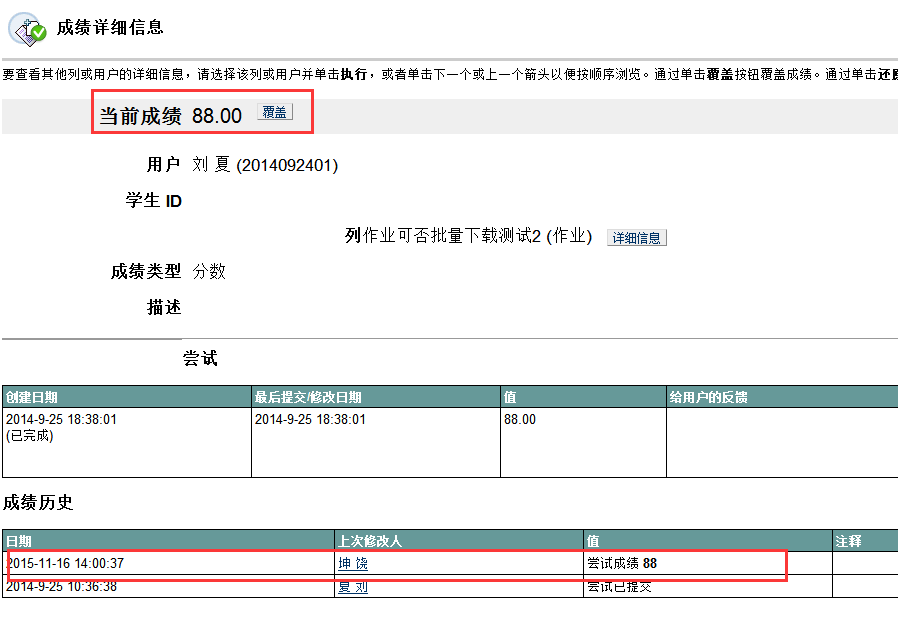 成绩详细信息
要查看其他列或用户的详细信息，请选择该列或用户并单击执行，或者单击下一个或上一个箭头以便按顺序浏览。通过单击覆盖按钮覆盖成绩。通过单击还
当前成绩 88.00 覆盖
用户 刘 夏 (2014092401)
学生 ID
列作业可否批量下载测试2 (作业) 详细信息
成绩类型 分数
描述
尝试
创建日期 最后提交/修改日期 值 给用户的反馈
2014-9-25 18:38:01 2014-9-25 18:38:01 88.00
(已完成)
成绩历史
日期 上次修改人 值 注释
2015-11-16 14:00:37 坤 饶 尝试成绩 88
2014-9-25 10:36:38 夏 刘 尝试已提交